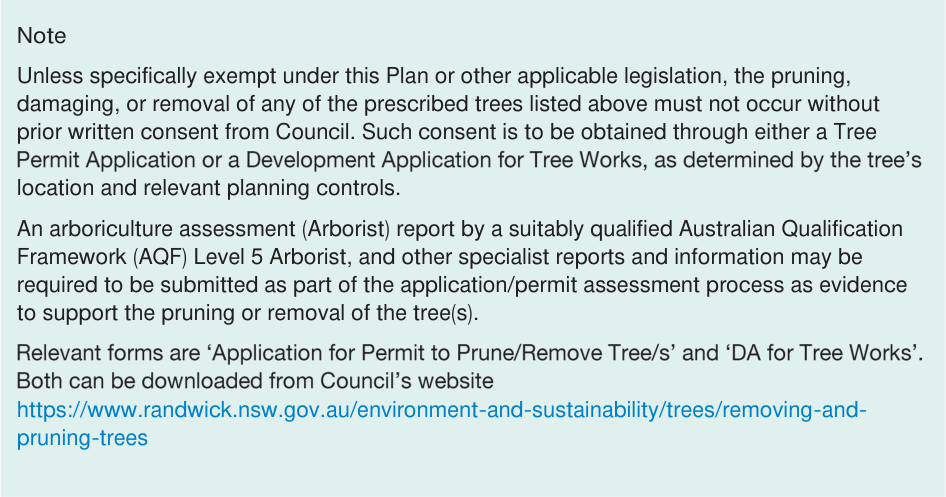 Note
Unless specifically exempt under this Plan or other applicable legislation, the pruning,
damaging, or removal of any of the prescribed trees listed above must not occur without
prior written consent from Council. Such consent is to be obtained through either a Tree
Permit Application or a Development Application for Tree Works, as determined by the tree’s
location and relevant planning controls.
An arboriculture assessment (Arborist) report by a suitably qualified Australian Qualification
Framework (AQF) Level 5 Arborist, and other specialist reports and information may be
required to be submitted as part of the application/permit assessment process as evidence
to support the pruning or removal of the tree(s).
Relevant forms are ‘Application for Permit to Prune/Remove Tree/s’ and ‘DA for Tree Works’.
Both can be downloaded from Council’s website
https://www.randwick.nsw.gov.au/environment-and-sustainability/trees/removing-and-
pruning-trees